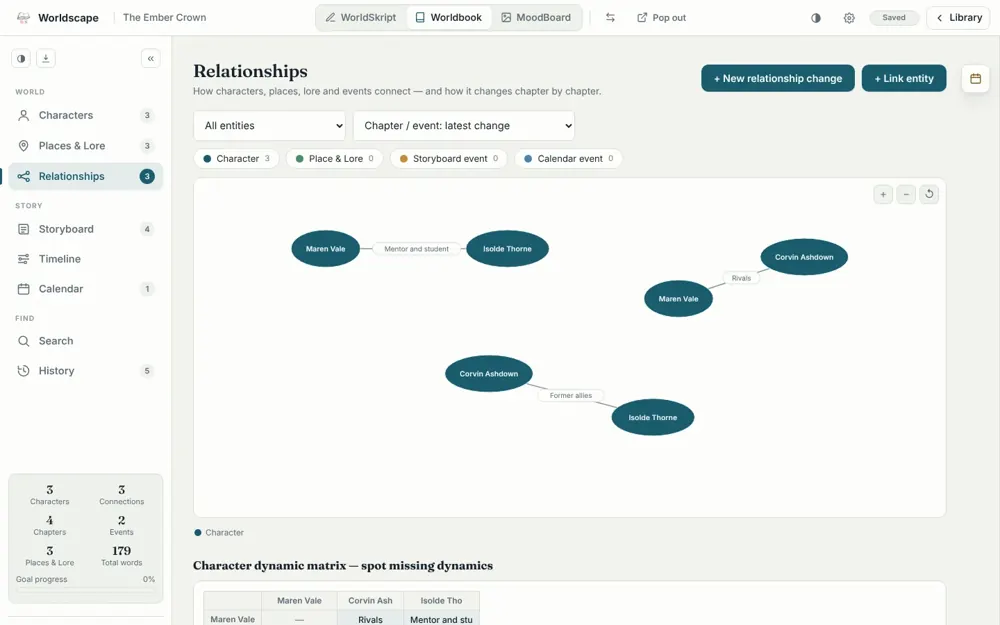 Worldscape
The Ember Crown
WorldSkript
Worldbook
MoodBoard
Pop out
Saved
Library
WORLD
Characters 3
Places & Lore 3
Relationships 3
STORY
Storyboard 4
Timeline
Calendar 1
FIND
Search
History 5
3 3
Characters Connections
4 2
Chapters Events
3 179
Places & Lore Total words
Goal progress 0%
Relationships
How characters, places, lore and events connect — and how it changes chapter by chapter.
+ New relationship change
+ Link entity
All entities
Chapter / event: latest change
Character 3
Place & Lore 0
Storyboard event 0
Calendar event 0
Maren Vale
Mentor and student
Isolde Thorne
Corvin Ashdown
Rivals
Maren Vale
Corvin Ashdown
Former allies
Isolde Thorne
Character
Character dynamic matrix — spot missing dynamics
Maren Vale Corvin Ash Isolde Tho
Maren Vale — Rivals Mentor and stu